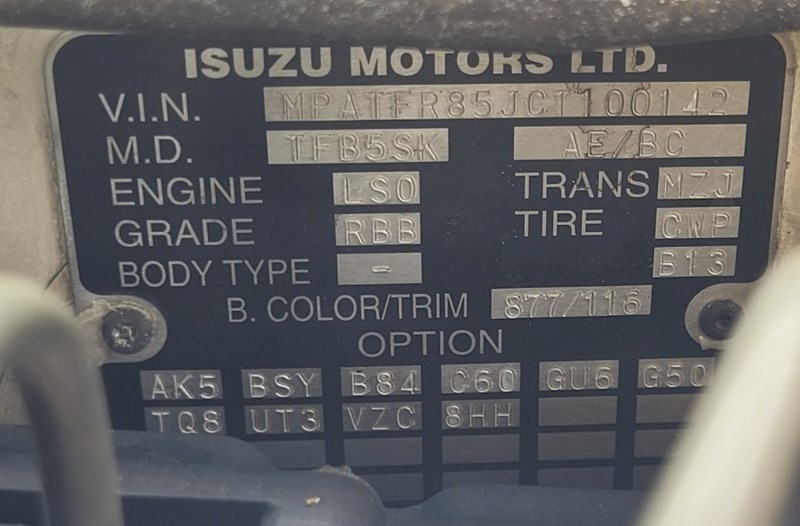 ISUZU MOTORS LTD.
V.I.N. MPATFR85JCT100142
M.D. TFB5SK AE/BC
ENGINE LSO TRANS MZJ
GRADE RBB TIRE CWP
BODY TYPE - B13
B. COLOR/TRIM 877/116
OPTION
AK5 BSY B84 C60 GU6 G50
TQ8 UT3 VZC 8HH